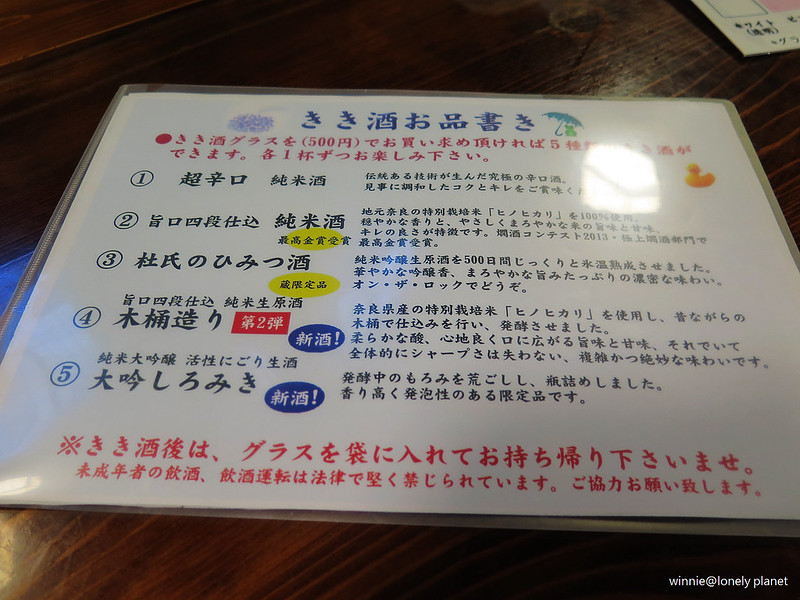 ホワイト
(透明)
きき酒お品書き
●きき酒グラスを(500円)でお買い求め頂ければ5種 きき酒が
できます。各1杯ずつお楽しみ下さい。
① 超辛口 純米酒
伝統ある技術が生んだ究極の辛口酒。
見事に調和したコクとキレをご賞味くだ
② 旨口四段仕込 純米酒
最高金賞受賞
地元奈良の特別栽培米「ヒノヒカリ」を100%使用。
穏やかな香りと、やさしくまろやかな米の旨味と甘味、
キレの良さが特徴です。燗酒コンテスト2013・極上燗酒部門で
最高金賞受賞。
③ 杜氏のひみつ酒
蔵限定品
純米吟醸生原酒を500日間じっくりと氷温熟成させました。
華やかな吟醸香、まろやかな旨みたっぷりの濃密な味わい。
オン・ザ・ロックでどうぞ。
旨口四段仕込 純米生原酒
④ 木桶造り 第2弾
新酒!
奈良県産の特別栽培米「ヒノヒカリ」を使用し、昔ながらの
木桶で仕込みを行い、発酵させました。
柔らかな酸、心地良く口に広がる旨味と甘味、それでいて
全体的にシャープさは失わない、複雑かつ絶妙な味わいです。
純米大吟醸 活性にごり生酒
⑤ 大吟しろみき
新酒!
発酵中のもろみを荒ごしし、瓶詰めしました。
香り高く発泡性のある限定品です。
※きき酒後は、グラスを袋に入れてお持ち帰り下さいませ。
未成年者の飲酒、飲酒運転は法律で堅く禁じられています。ご協力お願い致します。
winnie@lonely planet